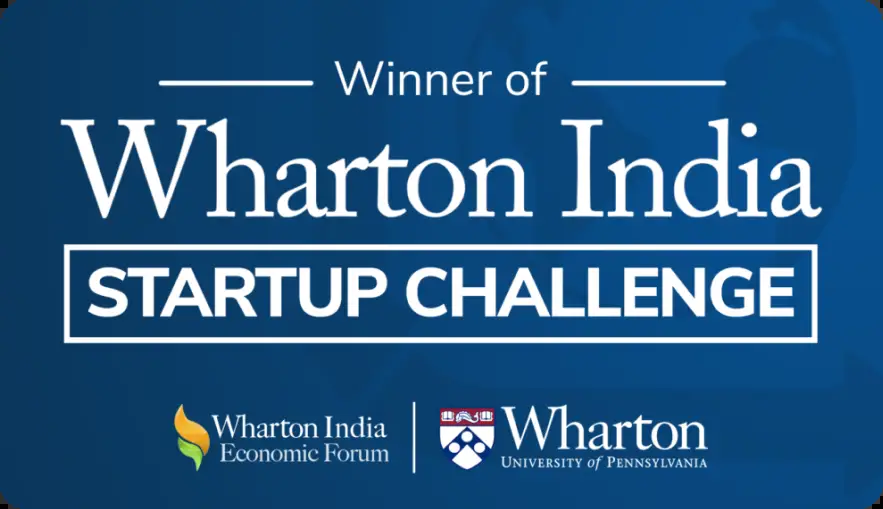 Winner of
Wharton India
STARTUP CHALLENGE
Wharton India
Economic Forum
Wharton
UNIVERSITY of PENNSYLVANIA